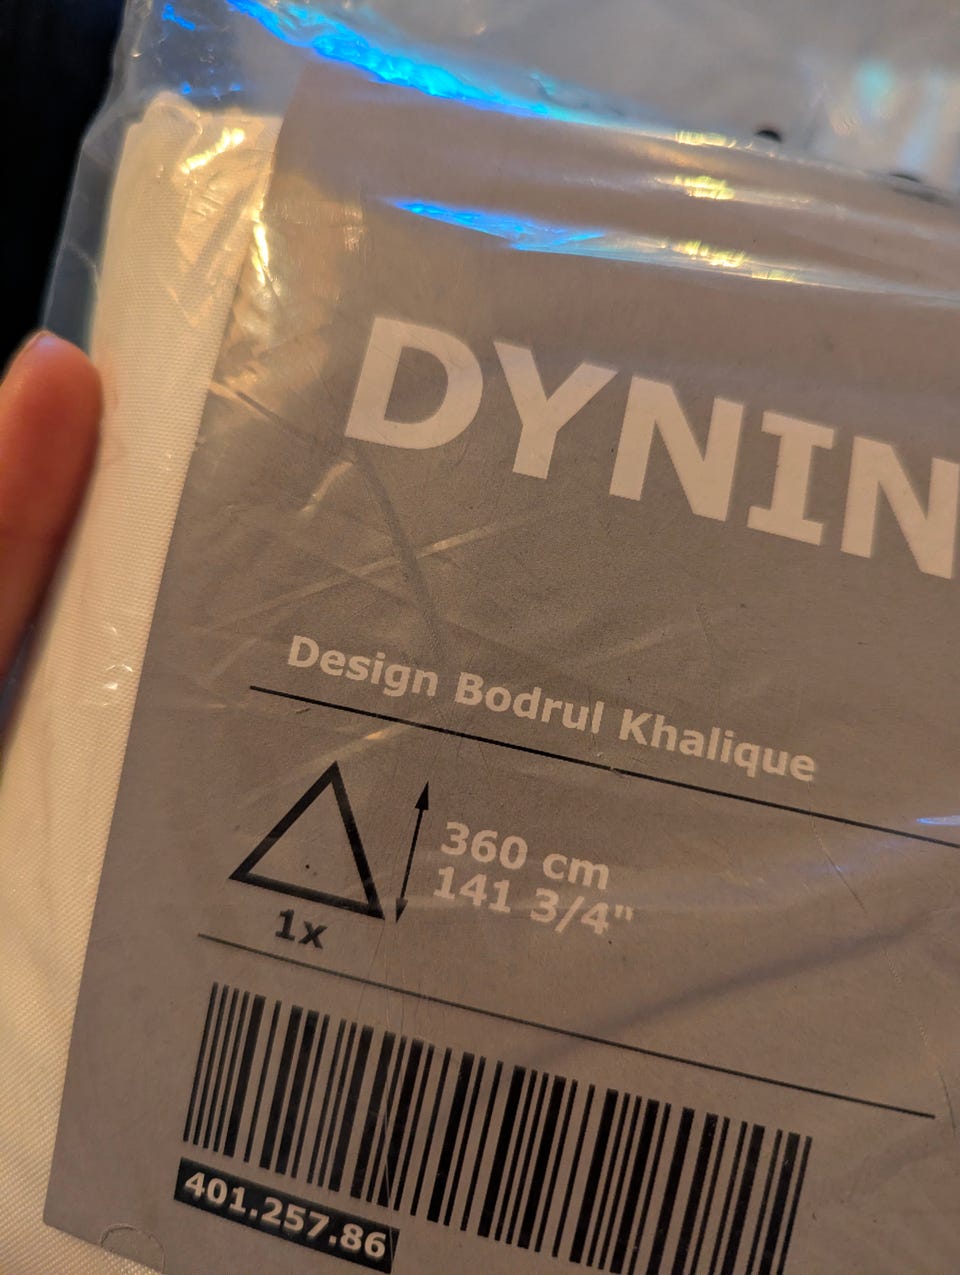 DYNIN
Design Bodrul Khalique
360 cm
141 3/4"
1x
401.257.86